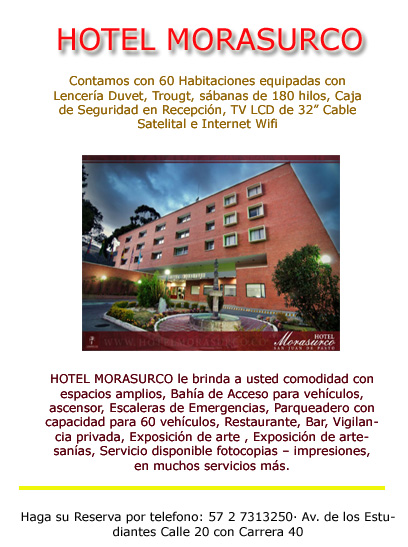 HOTEL MORASURCO
Contamos con 60 Habitaciones equipadas con
Lencería Duvet, Trougt, sábanas de 180 hilos, Caja
de Seguridad en Recepción, TV LCD de 32” Cable
Satelital e Internet Wifi
WWW.HOTELMORASURCO.CO
HOTEL
Morasurco
SAN JUAN DE PASTO
HOTEL MORASURCO le brinda a usted comodidad con
espacios amplios, Bahía de Acceso para vehículos,
ascensor, Escaleras de Emergencias, Parqueadero con
capacidad para 60 vehículos, Restaurante, Bar, Vigilan-
cia privada, Exposición de arte , Exposición de arte-
sanías, Servicio disponible fotocopias – impresiones,
en muchos servicios más.
Haga su Reserva por telefono: 57 2 7313250· Av. de los Estu-
diantes Calle 20 con Carrera 40